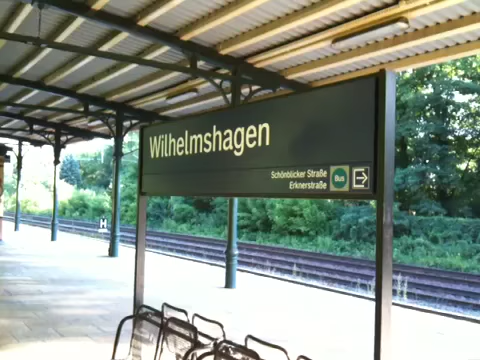 Wilhelmshagen
Schönblicker Straße
Erknerstraße
Bus
H